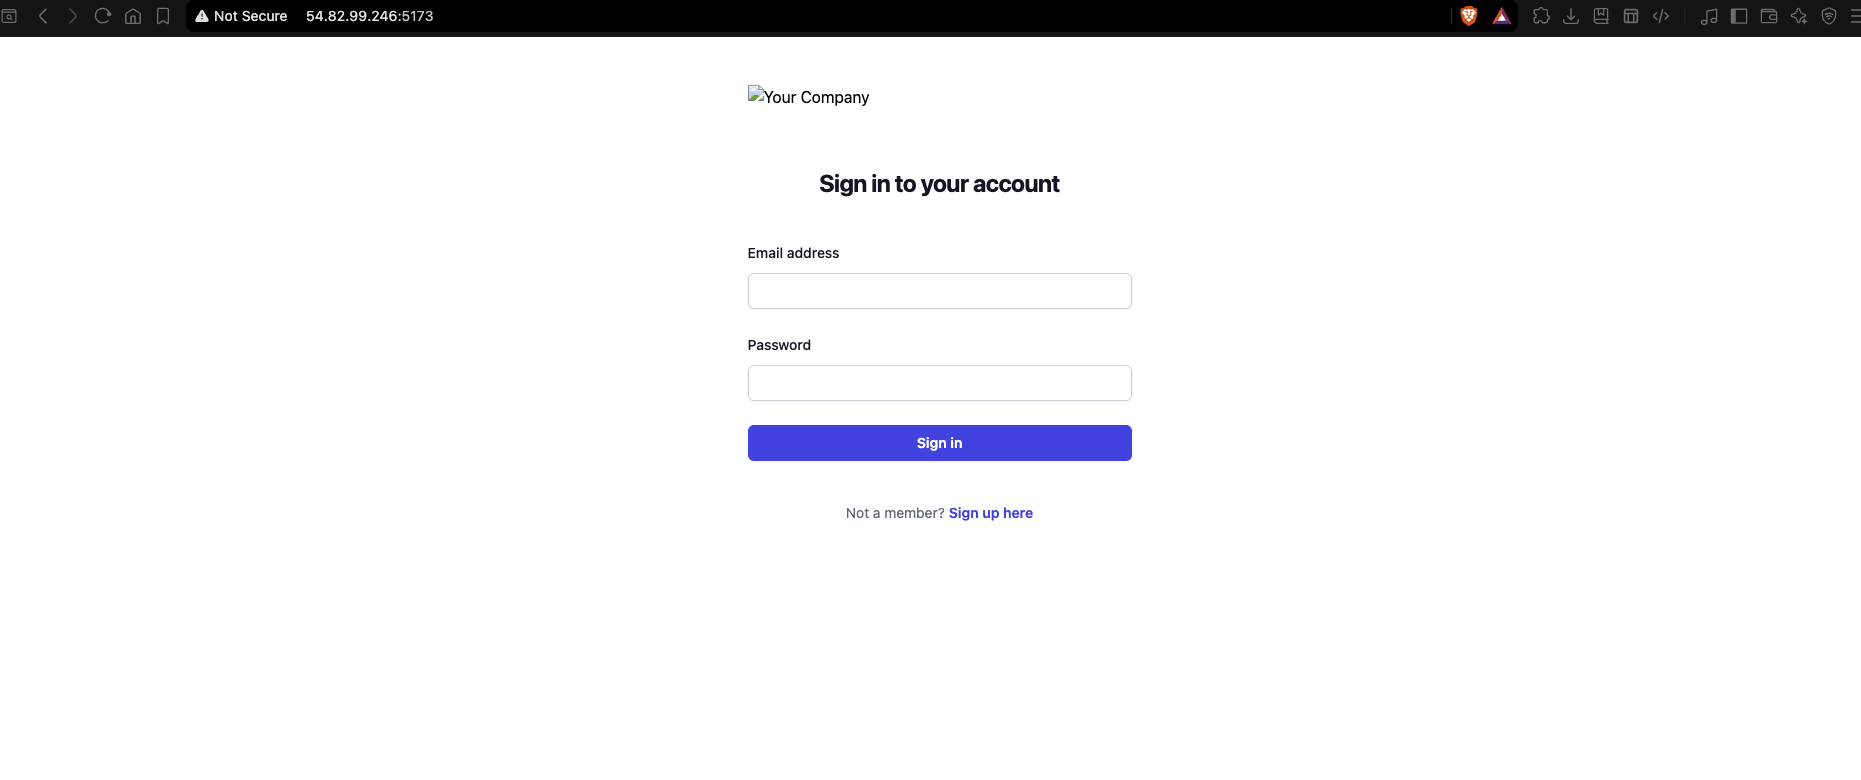 Not Secure 54.82.99.246:5173
Your Company
Sign in to your account
Email address
Password
Sign in
Not a member? Sign up here